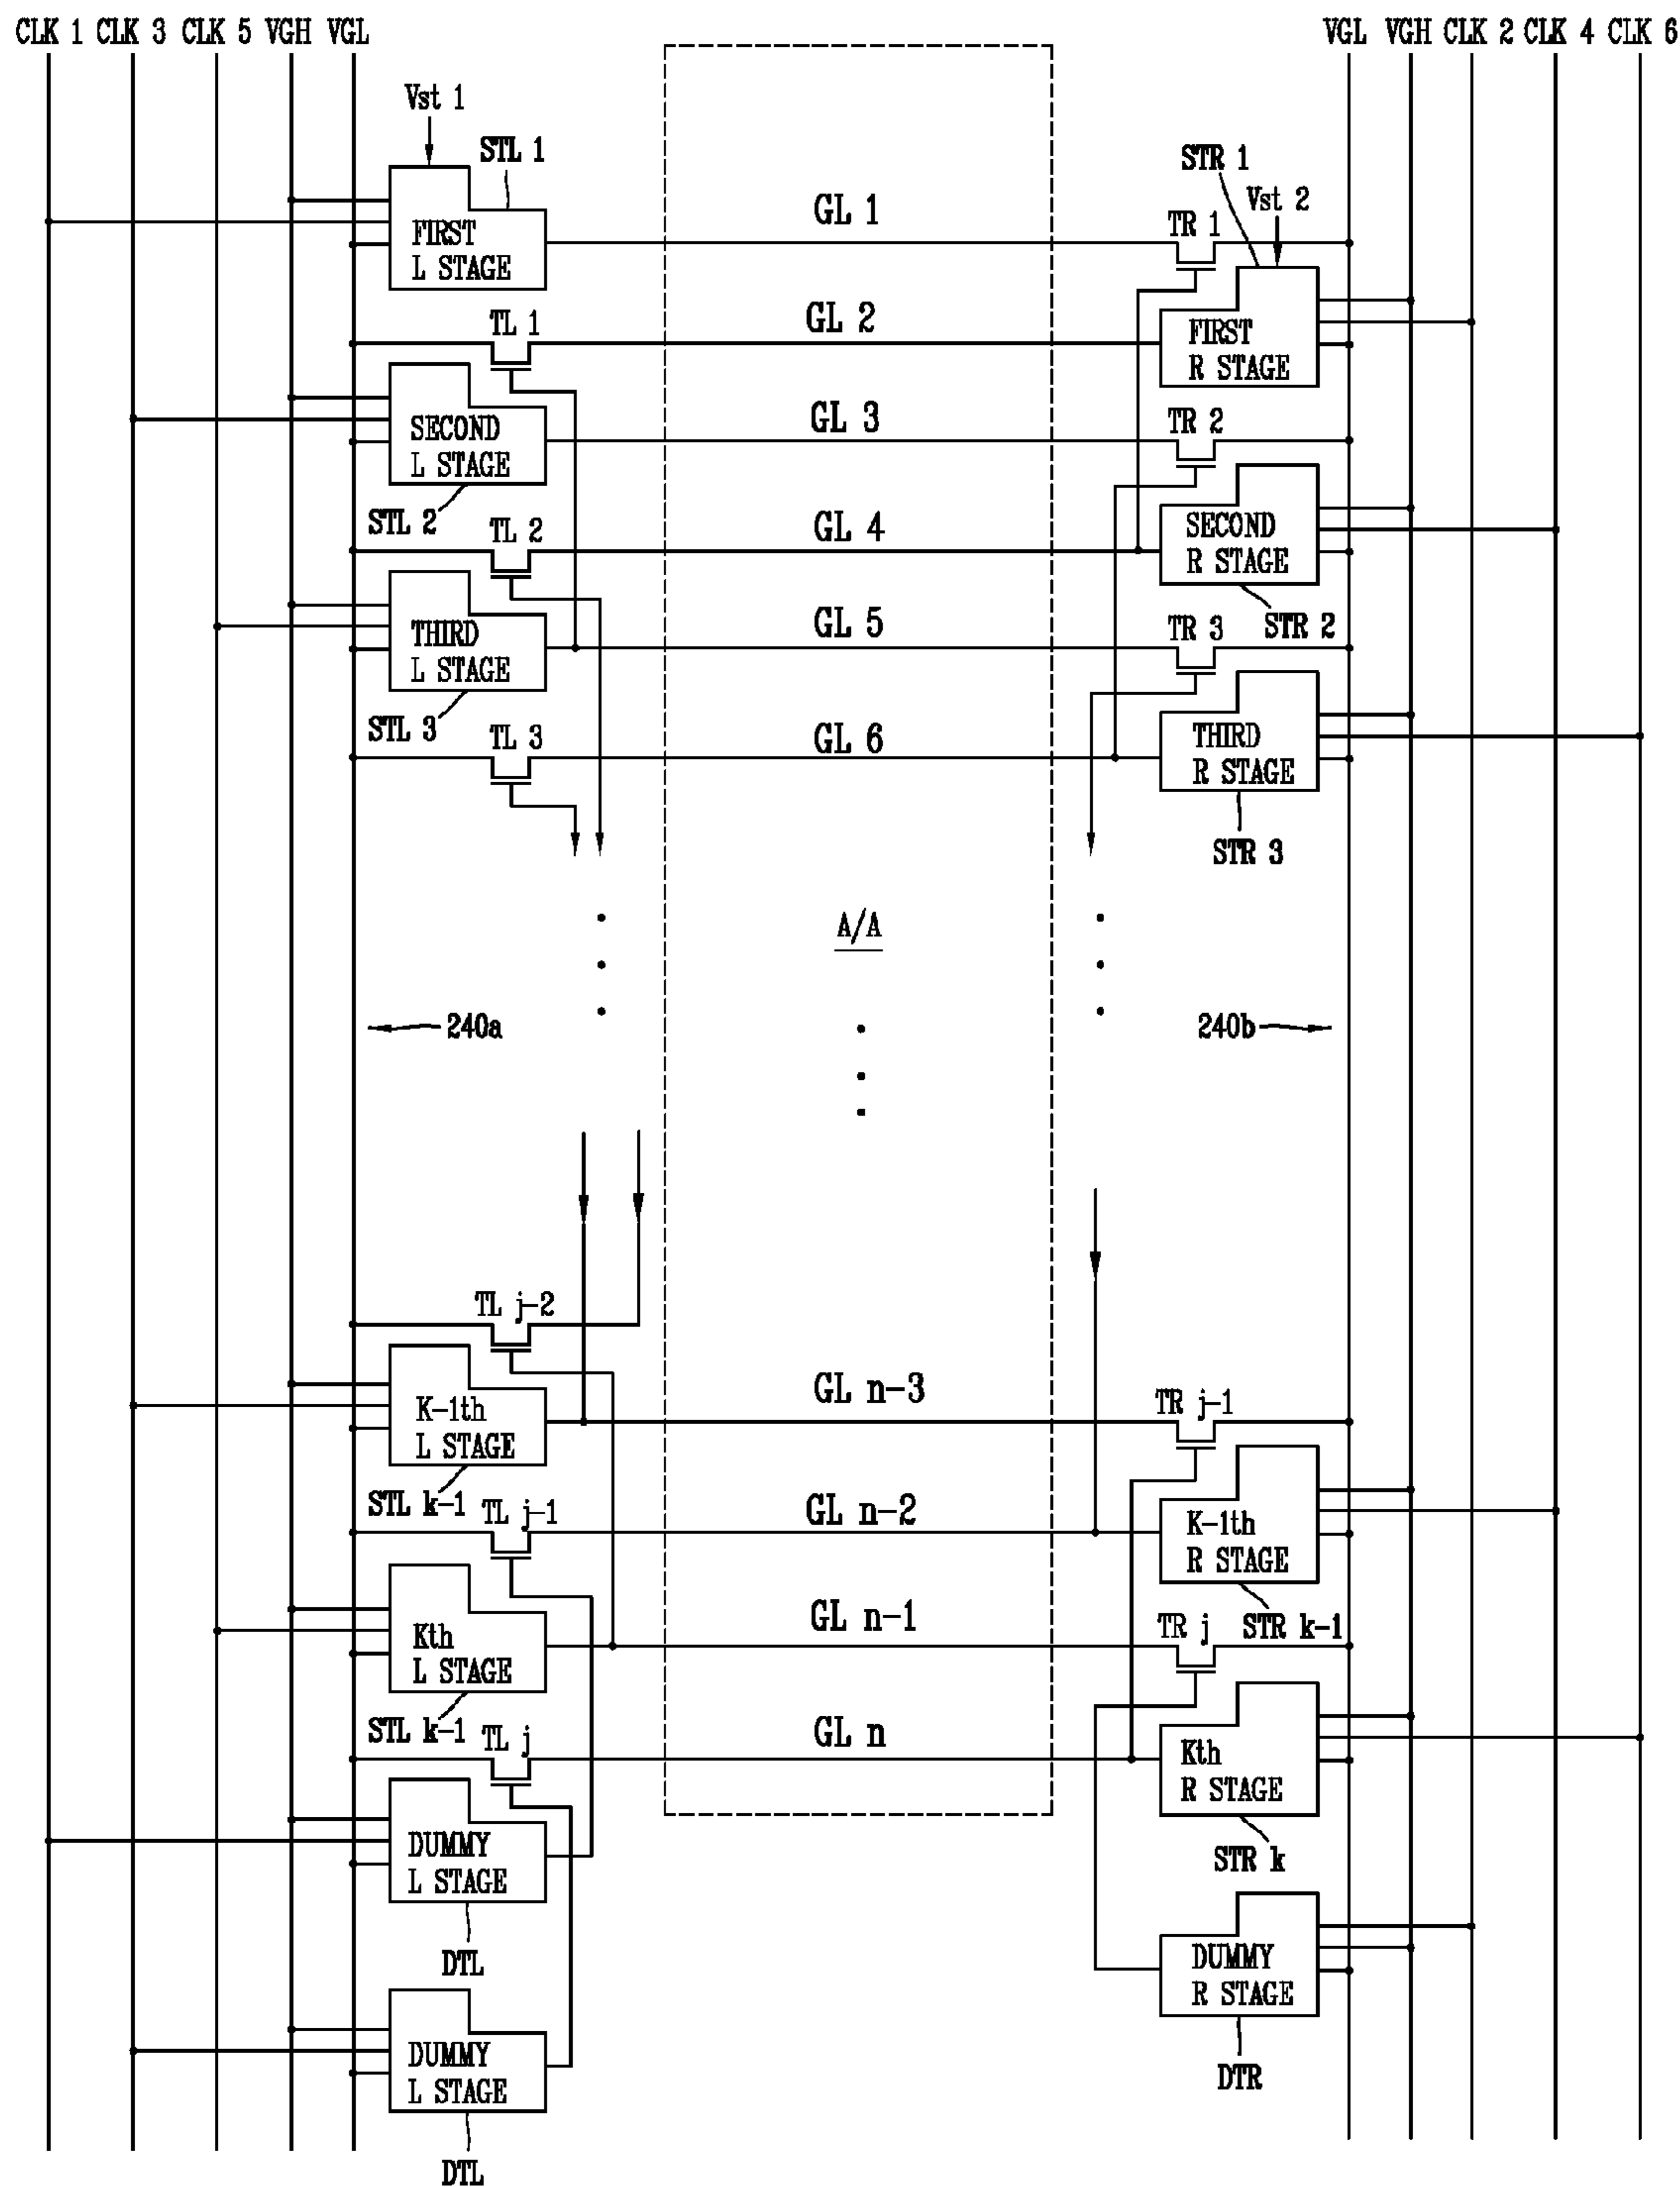 CLK 1 CLK 3 CLK 5 VGH VGL
VGL VGH CLK 2 CLK 4 CLK 6
Vst 1
STL 1
STR 1
Vst 2
GL 1
TR 1
FIRST
L STAGE
TL 1
GL 2
FIRST
R STAGE
GL 3
TR 2
SECOND
L STAGE
STL 2
TL 2
GL 4
SECOND
R STAGE
GL 5
TR 3
STR 2
THIRD
L STAGE
STL 3
TL 3
GL 6
THIRD
R STAGE
STR 3
A/A
240a
240b
TL j-2
GL n-3
TR j-1
K-1th
L STAGE
STL k-1
TL j-1
GL n-2
K-1th
R STAGE
GL n-1
TR j
STR k-1
Kth
L STAGE
STL k-1
TL j
GL n
Kth
R STAGE
STR k
DUMMY
L STAGE
DTL
DUMMY
R STAGE
DTR
DUMMY
L STAGE
DTL